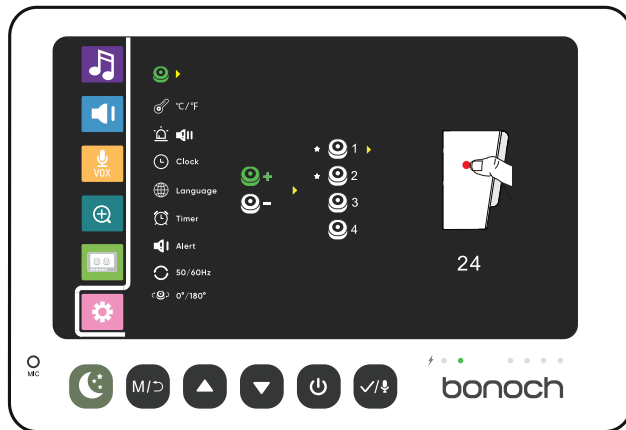 °C/°F
Clock
VOX
Language
Timer
Alert
50/60Hz
0°/180°
+
-
1
2
3
4
24
MIC
M/
bonoch